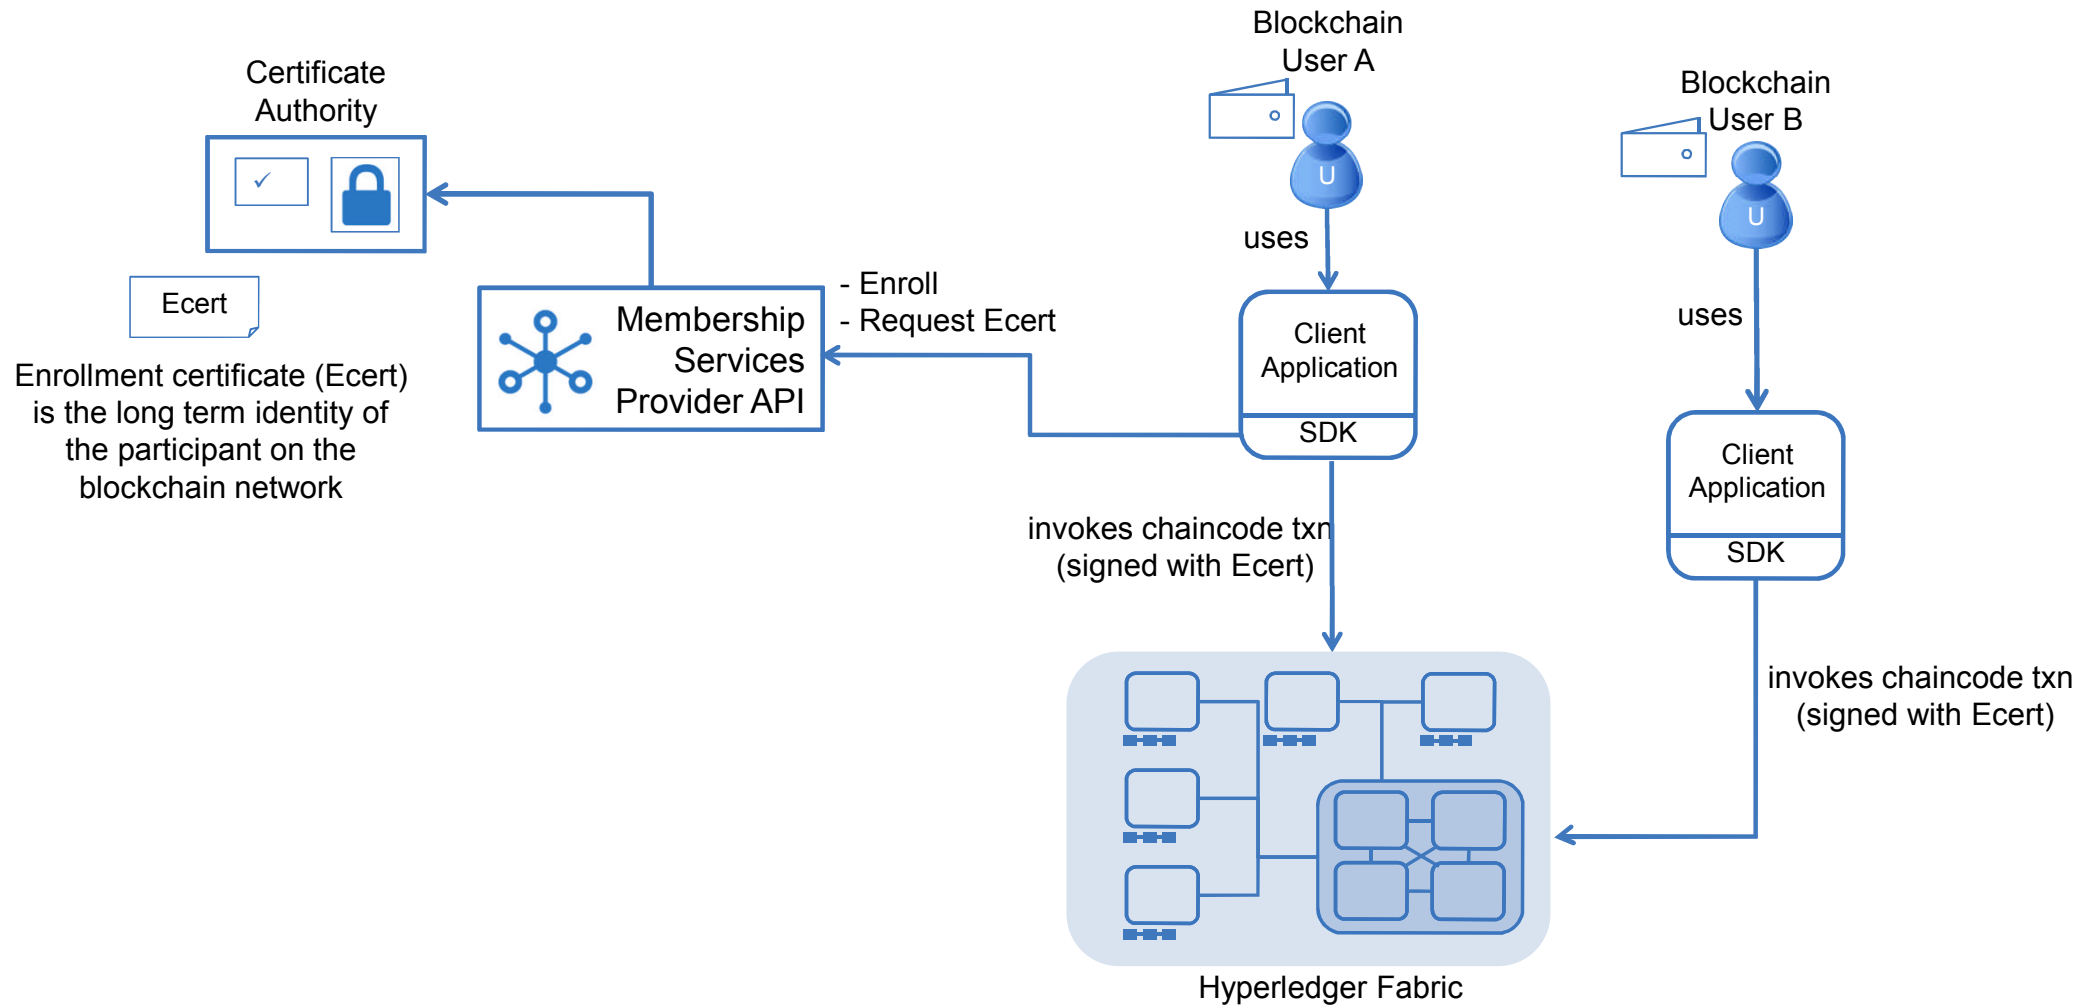 Certificate
Authority
Ecert
Enrollment certificate (Ecert)
is the long term identity of
the participant on the
blockchain network
Membership
Services
Provider API
- Enroll
- Request Ecert
Blockchain
User A
U
uses
Client
Application
SDK
invokes chaincode txn
(signed with Ecert)
Blockchain
User B
U
uses
Client
Application
SDK
invokes chaincode txn
(signed with Ecert)
Hyperledger Fabric